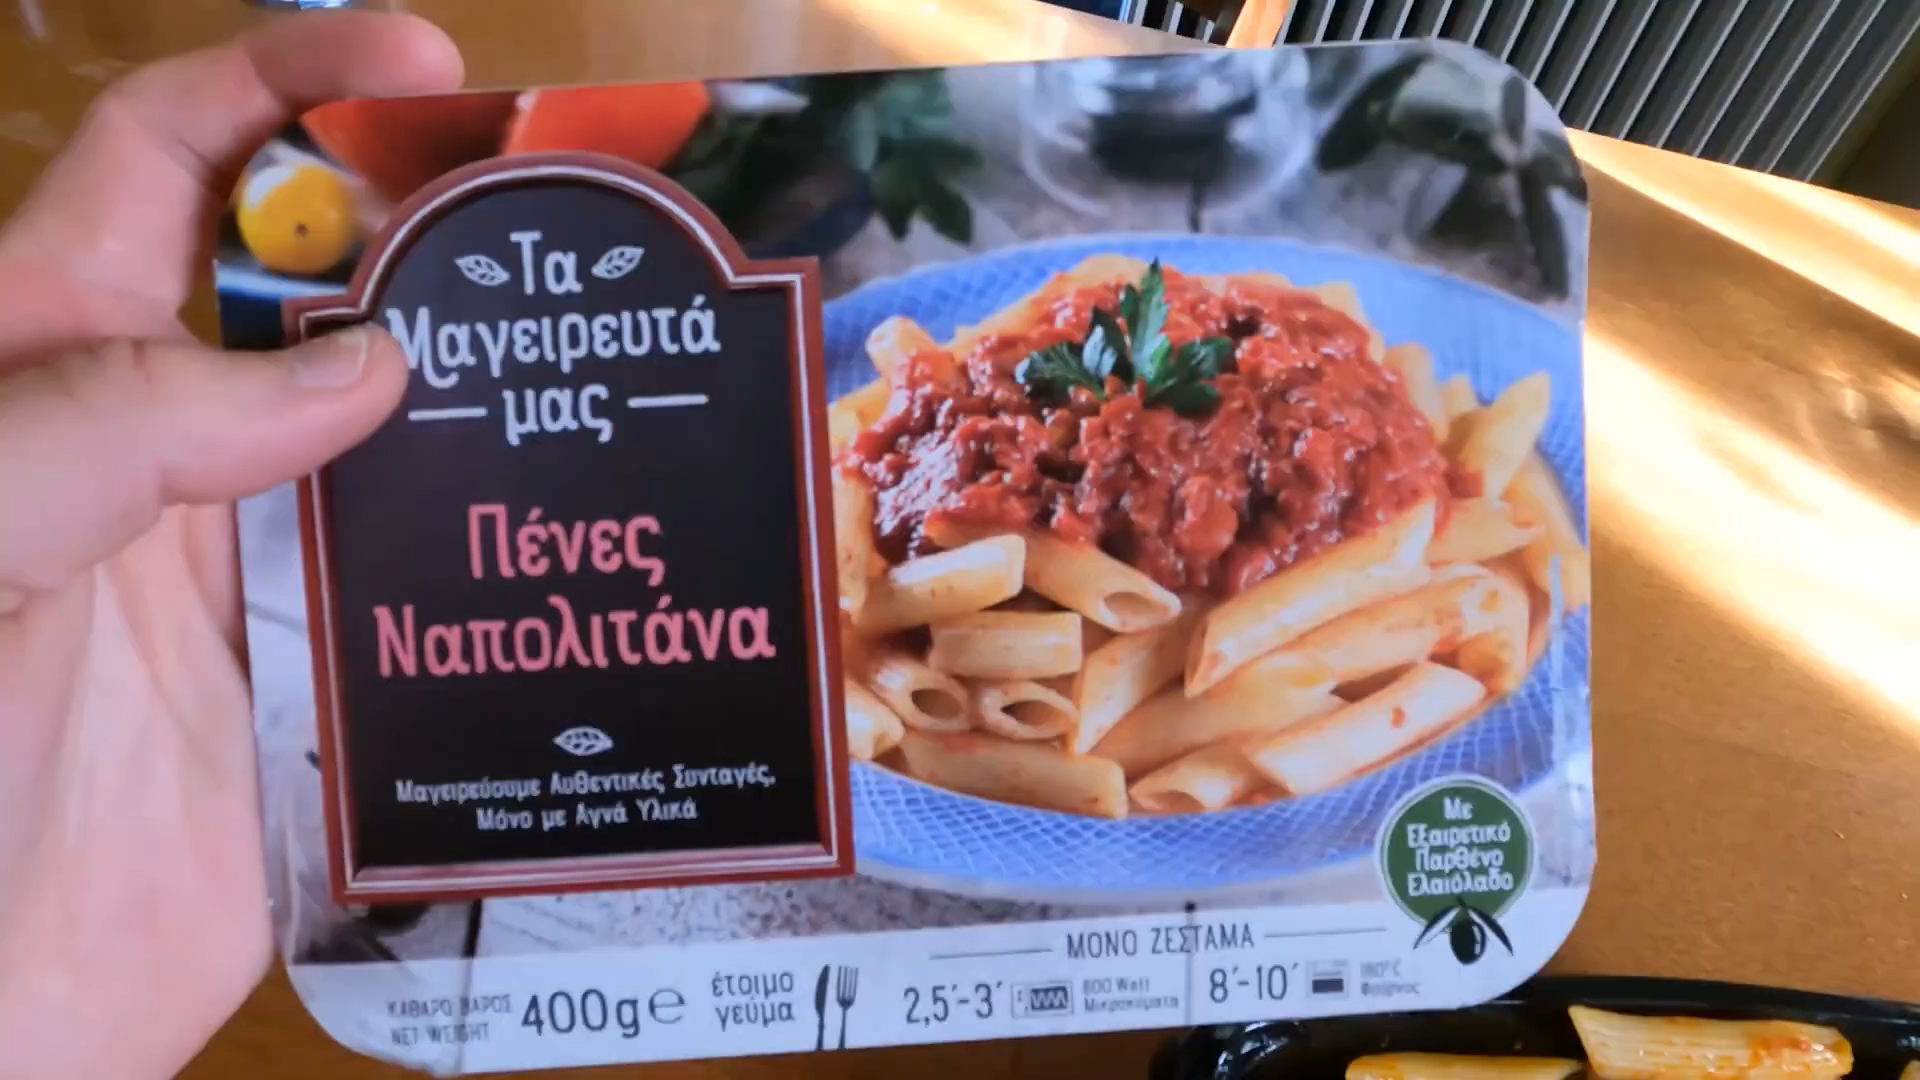 Τα
Μαγειρευτά
μας
Πένες
Ναπολιτάνα
Μαγειρεύουμε Αυθεντικές Συνταγές,
Μόνο με Αγνά Υλικά
Με
Εξαιρετικό
Παρθένο
Ελαιόλαδο
ΜΟΝΟ ΖΕΣΤΑΜΑ
ΚΑΘΑΡΟ ΒΑΡΟΣ
NET WEIGHT
400g℮
έτοιμο
γεύμα
2,5΄-3΄
800 Watt
Μικροκύματα
8΄-10΄
180°C
Φούρνος